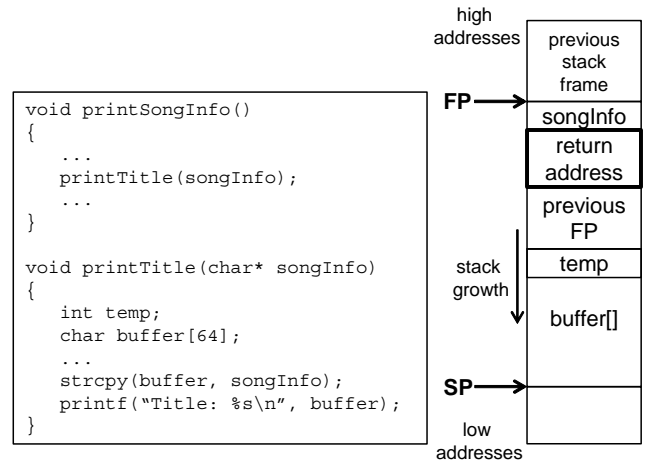 void printSongInfo()
{
...
printTitle(songInfo);
...
}
void printTitle(char* songInfo)
{
int temp;
char buffer[64];
...
strcpy(buffer, songInfo);
printf(“Title: %s\n”, buffer);
}
high
addresses
FP
stack
growth
SP
low
addresses
previous
stack
frame
songInfo
return
address
previous
FP
temp
buffer[]